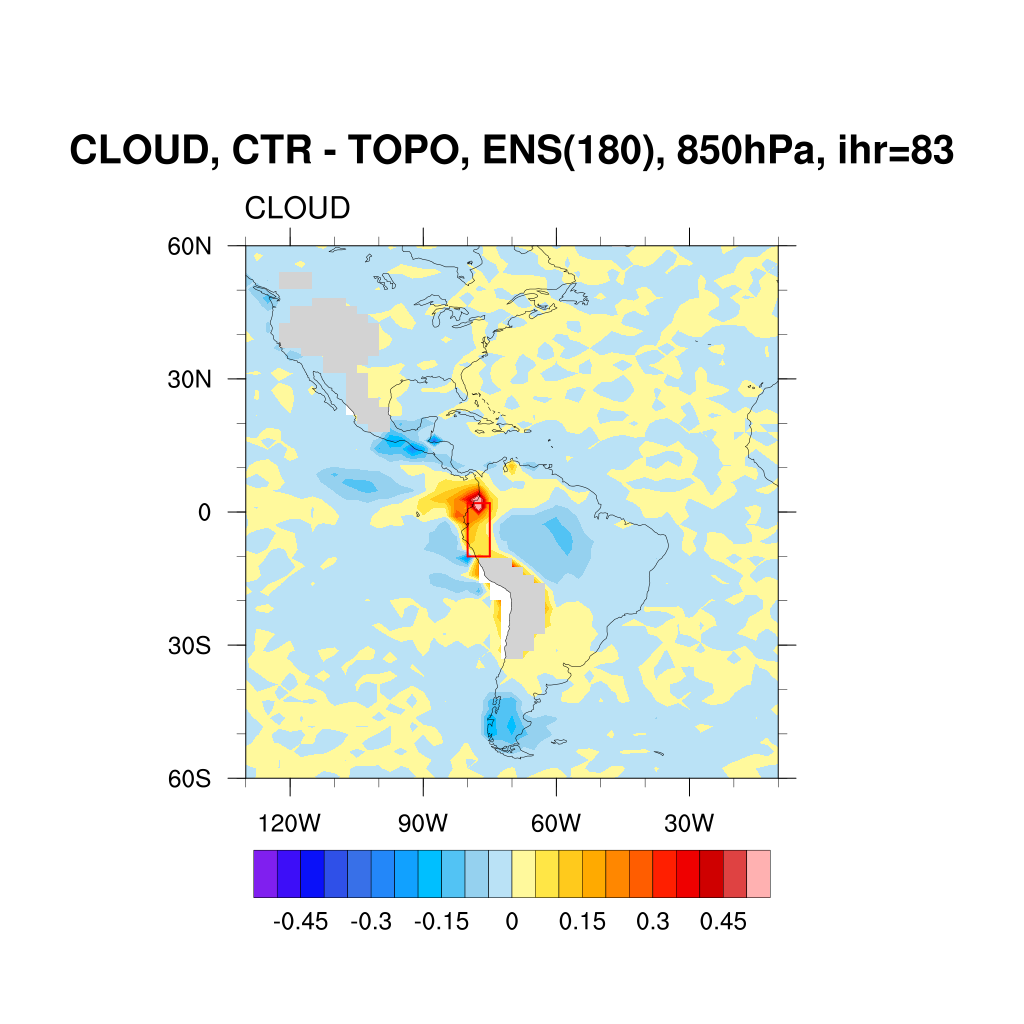 CLOUD, CTR - TOPO, ENS(180), 850hPa, ihr=83
CLOUD
60N
30N
0
30S
60S
120W 90W 60W 30W
-0.45 -0.3 -0.15 0 0.15 0.3 0.45